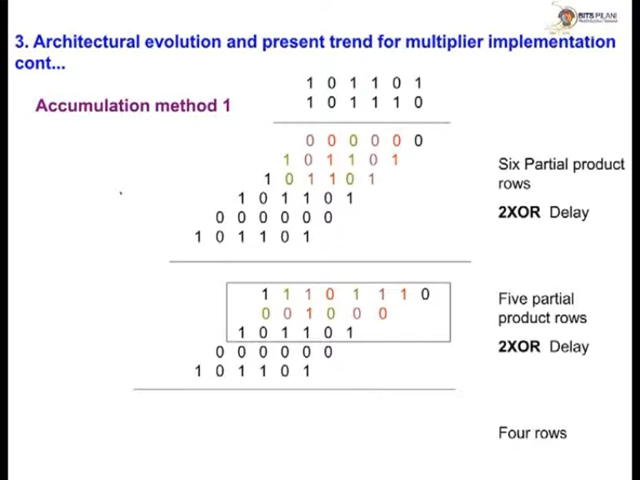 BITS PILANI
3. Architectural evolution and present trend for multiplier implementation
cont...
1 0 1 1 0 1
Accumulation method 1
1 0 1 1 1 0
0 0 0 0 0 0
1 0 1 1 0 1
1 0 1 1 0 1
1 0 1 1 0 1
0 0 0 0 0 0
1 0 1 1 0 1
Six Partial product
rows
2XOR Delay
1 1 1 0 1 1 1 0
0 0 1 0 0 0
1 0 1 1 0 1
0 0 0 0 0 0
1 0 1 1 0 1
Five partial
product rows
2XOR Delay
Four rows